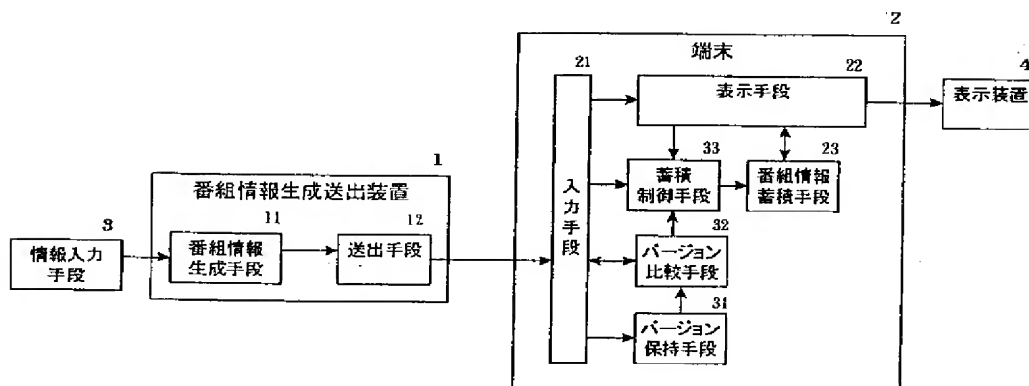 2
端末
21
22
4
表示手段
表示装置
33
23
1
蓄積
制御手段
番組情報
蓄積手段
番組情報生成送出装置
入力手段
3
11
12
32
情報入力
手段
番組情報
生成手段
送出手段
バージョン
比較手段
31
バージョン
保持手段